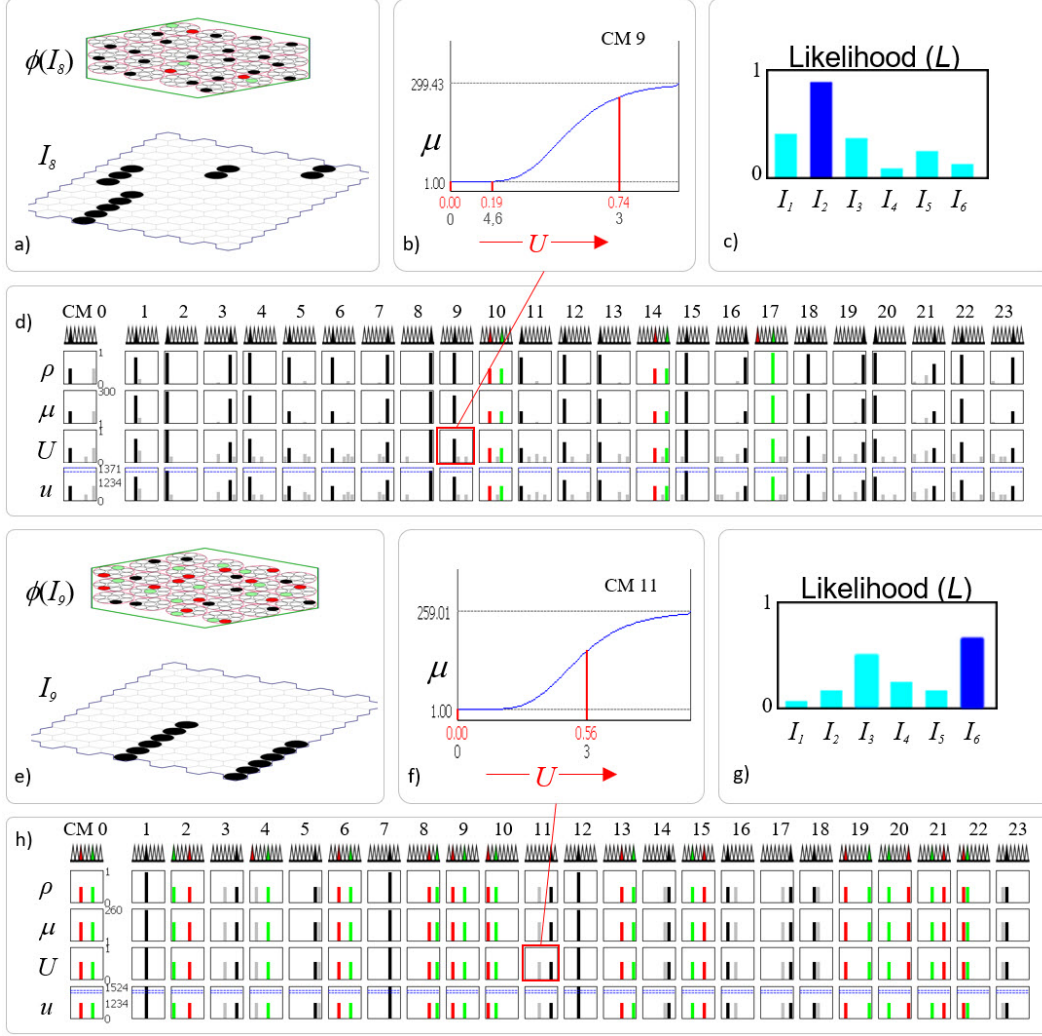 ϕ(I8)
I8
a)
CM 9
299.43
μ
1.00
0.00 0.19 0.74
0 4,6 3
U
b)
Likelihood (L)
1
0
I1 I2 I3 I4 I5 I6
c)
d)
CM 0 1 2 3 4 5 6 7 8 9 10 11 12 13 14 15 16 17 18 19 20 21 22 23
ρ 1
0
μ 300
1
U 1
0
u 1371
1234
0
ϕ(I9)
I9
e)
CM 11
259.01
μ
1.00
0.00 0.56
0 3
U
f)
Likelihood (L)
1
0
I1 I2 I3 I4 I5 I6
g)
h)
CM 0 1 2 3 4 5 6 7 8 9 10 11 12 13 14 15 16 17 18 19 20 21 22 23
ρ 1
0
μ 260
1
U 1
0
u 1524
1234
0